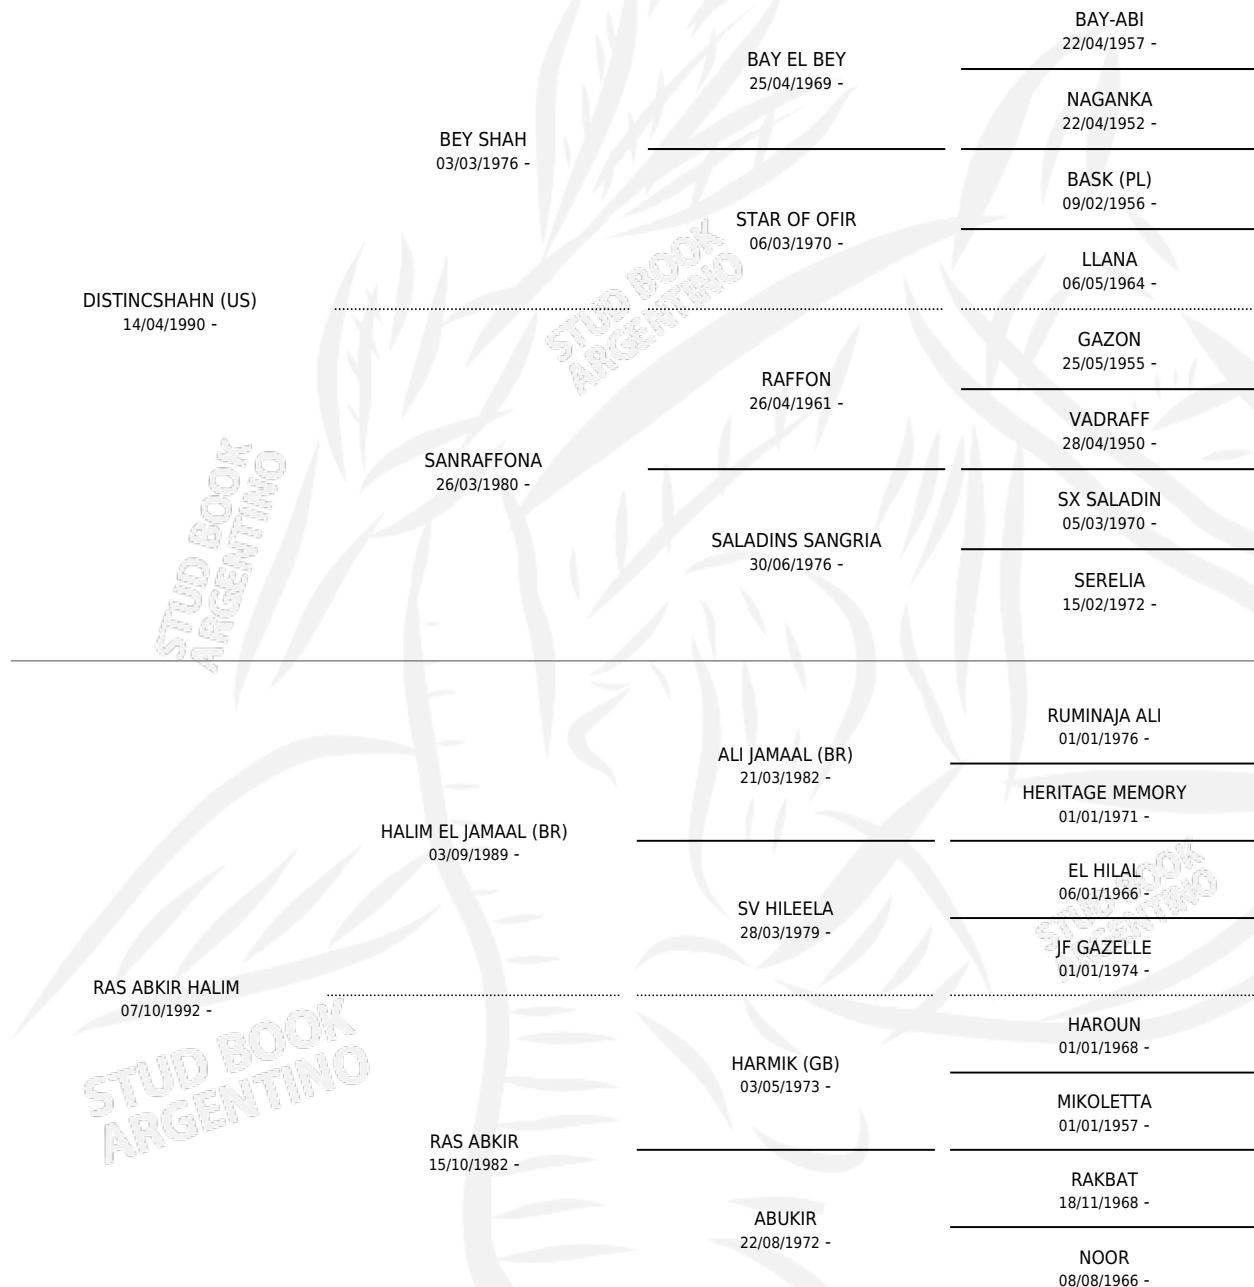 BAY-ABI
22/04/1957 -
BAY EL BEY
25/04/1969 -
NAGANKA
22/04/1952 -
BEY SHAH
03/03/1976 -
BASK (PL)
09/02/1956 -
STAR OF OFIR
06/03/1970 -
LLANA
06/05/1964 -
DISTINCSHAHN (US)
14/04/1990 -
GAZON
25/05/1955 -
RAFFON
26/04/1961 -
VADRAFF
28/04/1950 -
SANRAFFONA
26/03/1980 -
SX SALADIN
05/03/1970 -
SALADINS SANGRIA
30/06/1976 -
SERELIA
15/02/1972 -
STUD BOOK
ARGENTINO
STUD BOOK
ARGENTINO
RUMINAJA ALI
01/01/1976 -
ALI JAMAAL (BR)
21/03/1982 -
HERITAGE MEMORY
01/01/1971 -
HALIM EL JAMAAL (BR)
03/09/1989 -
EL HILAL
06/01/1966 -
SV HILEELA
28/03/1979 -
JF GAZELLE
01/01/1974 -
STUD BOOK
ARGENTINO
RAS ABKIR HALIM
07/10/1992 -
HAROUN
01/01/1968 -
HARMIK (GB)
03/05/1973 -
MIKOLETTA
01/01/1957 -
RAS ABKIR
15/10/1982 -
RAKBAT
18/11/1968 -
ABUKIR
22/08/1972 -
NOOR
08/08/1966 -
STUD BOOK
ARGENTINO